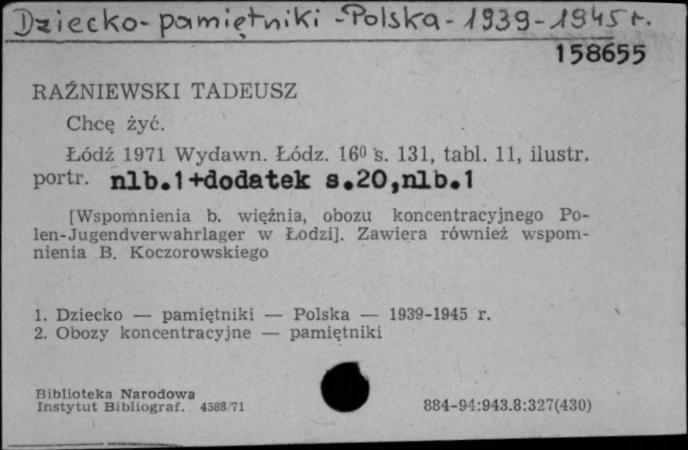 Dziecko-pamiętniki-Polska-1939-1945r.
158655
RAŹNIEWSKI TADEUSZ
Chcę żyć.
Łódź 1971 Wydawn. Łódz. 16⁰ s. 131, tabl. 11, ilustr.
portr. nlb.1+dodatek s.20,nlb.1
[Wspomnienia b. więźnia, obozu koncentracyjnego Po-
len-Jugendverwahrlager w Łodzi]. Zawiera również wspom-
nienia B. Koczorowskiego
1. Dziecko — pamiętniki — Polska — 1939-1945 r.
2. Obozy koncentracyjne — pamiętniki
Biblioteka Narodowa
Instytut Bibliograf. 4588/71
884-94:943.8:327(430)